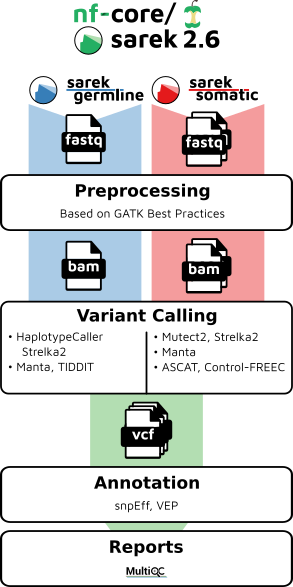 nf-core/
sarek 2.6
sarek
germline
sarek
somatic
fastq
fastq
Preprocessing
Based on GATK Best Practices
bam
bam
Variant Calling
• HaplotypeCaller
Strelka2
• Manta, TIDDIT
• Mutect2, Strelka2
• Manta
• ASCAT, Control-FREEC
vcf
Annotation
snpEff, VEP
Reports
MultiQC